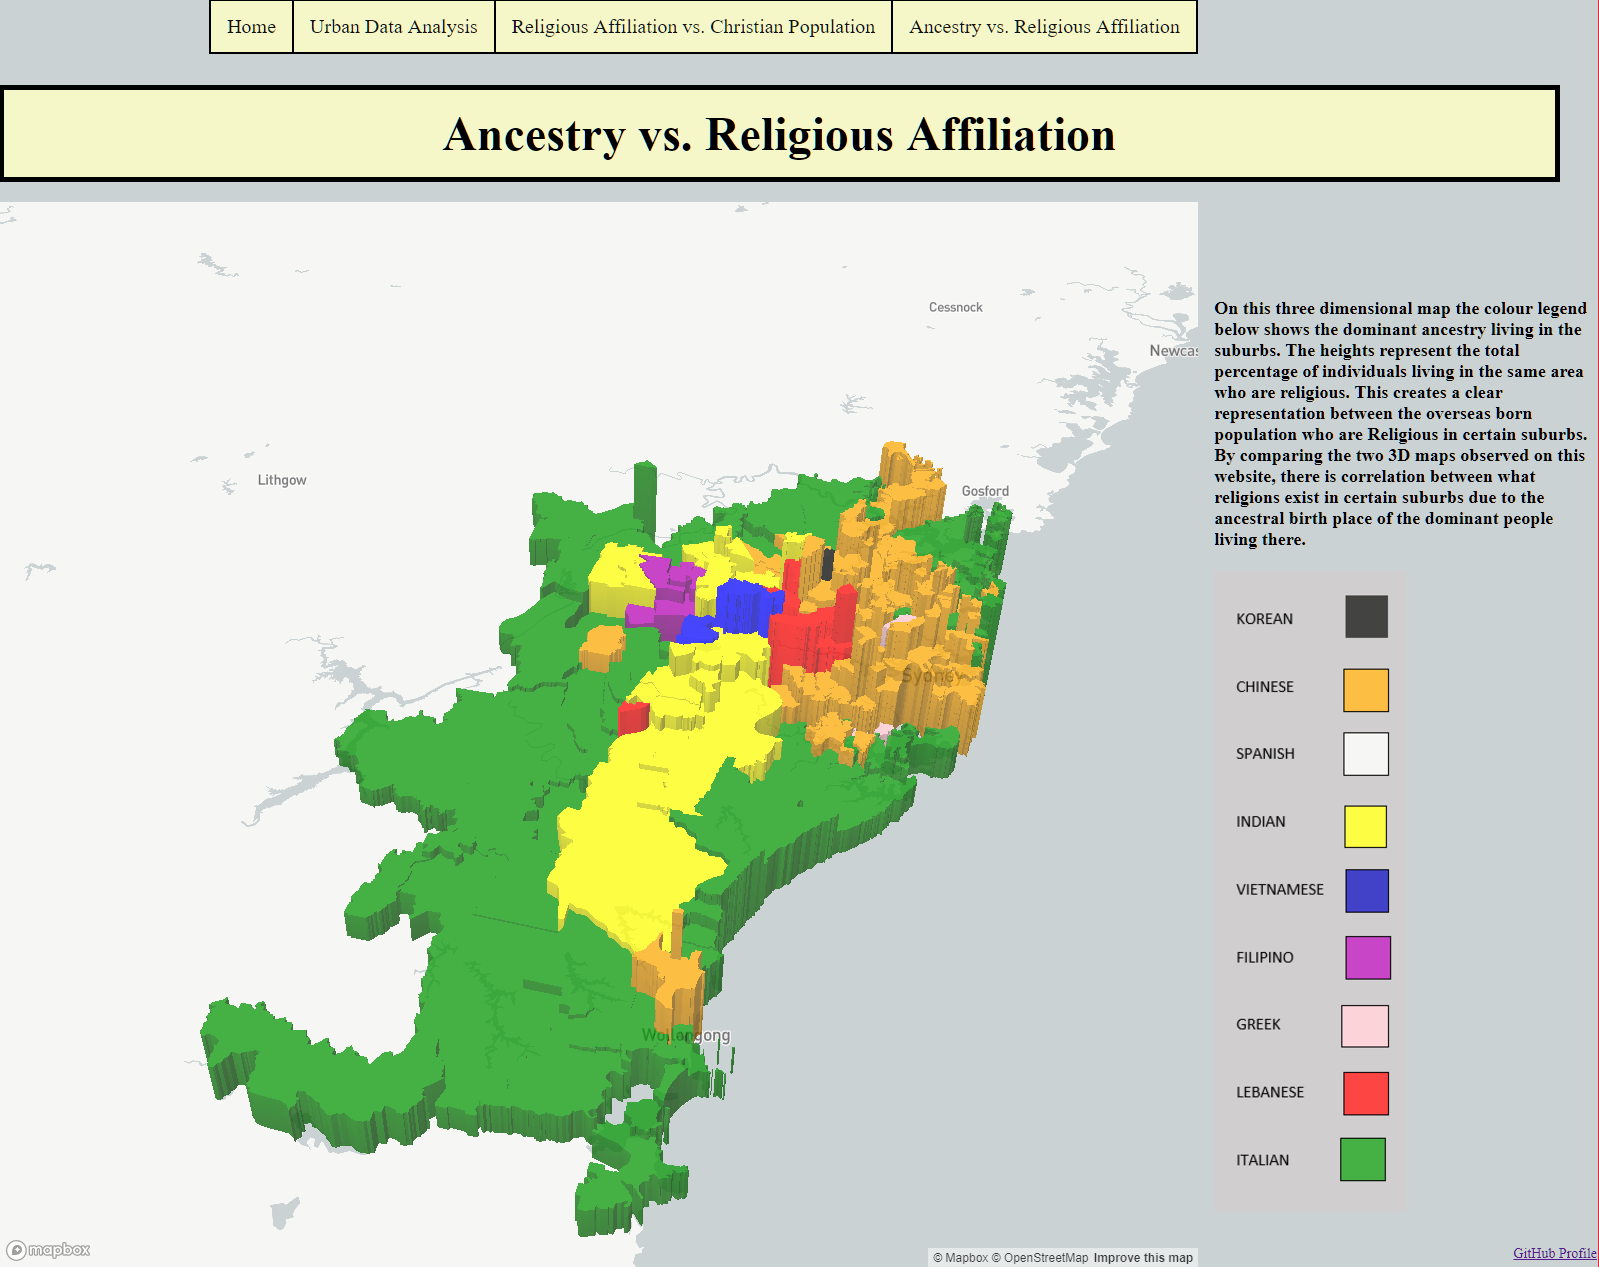 Home
Urban Data Analysis
Religious Affiliation vs. Christian Population
Ancestry vs. Religious Affiliation
Ancestry vs. Religious Affiliation
Cessnock
Newcas
Lithgow
Gosford
Sydney
Wollongong
On this three dimensional map the colour legend
below shows the dominant ancestry living in the
suburbs. The heights represent the total
percentage of individuals living in the same area
who are religious. This creates a clear
representation between the overseas born
population who are Religious in certain suburbs.
By comparing the two 3D maps observed on this
website, there is correlation between what
religions exist in certain suburbs due to the
ancestral birth place of the dominant people
living there.
KOREAN
CHINESE
SPANISH
INDIAN
VIETNAMESE
FILIPINO
GREEK
LEBANESE
ITALIAN
mapbox
© Mapbox © OpenStreetMap Improve this map
GitHub Profile